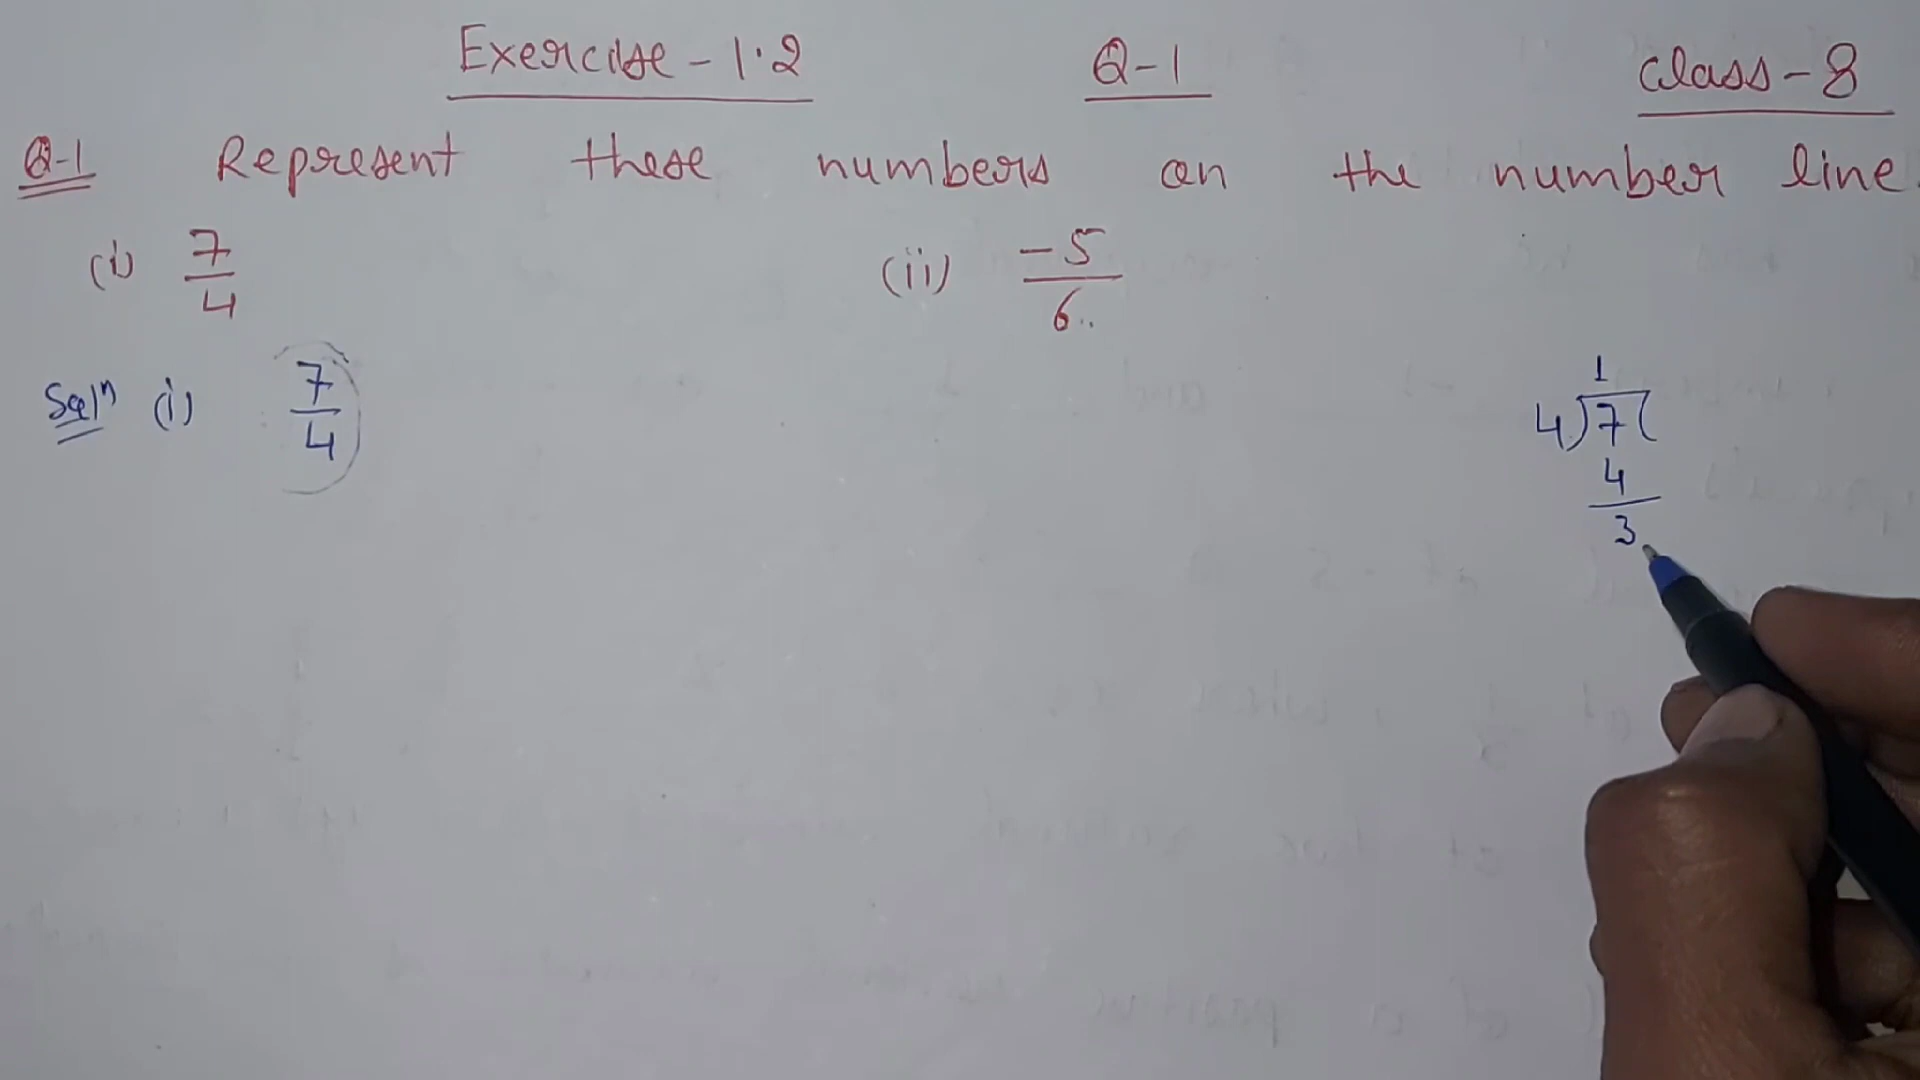 Exercise - 1.2 Q-1 class - 8
Q-1 Represent these numbers on the number line.
(i) 7/4 (ii) -5/6
Solⁿ (i) 7/4
1
4)7(
4
3